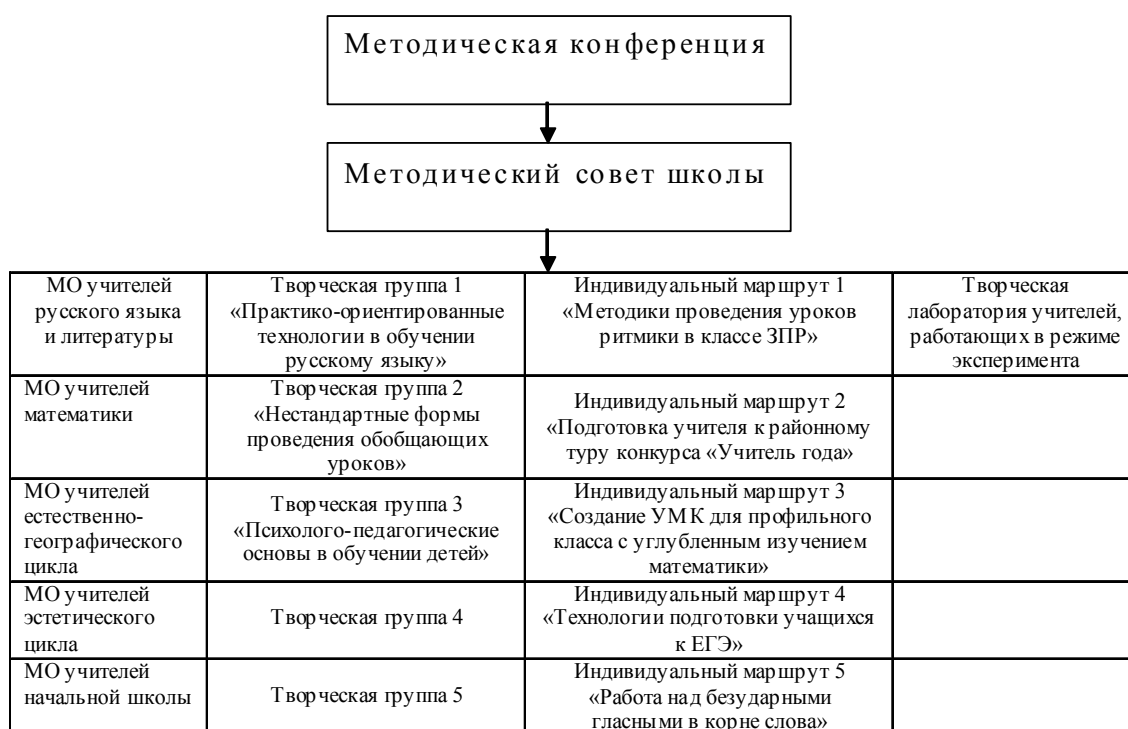 Методическая конференция
Методический совет школы
МО учителей
русского языка
и литературы
Творческая группа 1
«Практико-ориентированные
технологии в обучении
русскому языку»
Индивидуальный маршрут 1
«Методики проведения уроков
ритмики в классе ЗПР»
Творческая
лаборатория учителей,
работающих в режиме
эксперимента
МО учителей
математики
Творческая группа 2
«Нестандартные формы
проведения обобщающих
уроков»
Индивидуальный маршрут 2
«Подготовка учителя к районному
туру конкурса «Учитель года»
МО учителей
естественно-
географического
цикла
Творческая группа 3
«Психолого-педагогические
основы в обучении детей»
Индивидуальный маршрут 3
«Создание УМК для профильного
класса с углубленным изучением
математики»
МО учителей
эстетического
цикла
Творческая группа 4
Индивидуальный маршрут 4
«Технологии подготовки учащихся
к ЕГЭ»
МО учителей
начальной школы
Творческая группа 5
Индивидуальный маршрут 5
«Работа над безударными
гласными в корне слова»